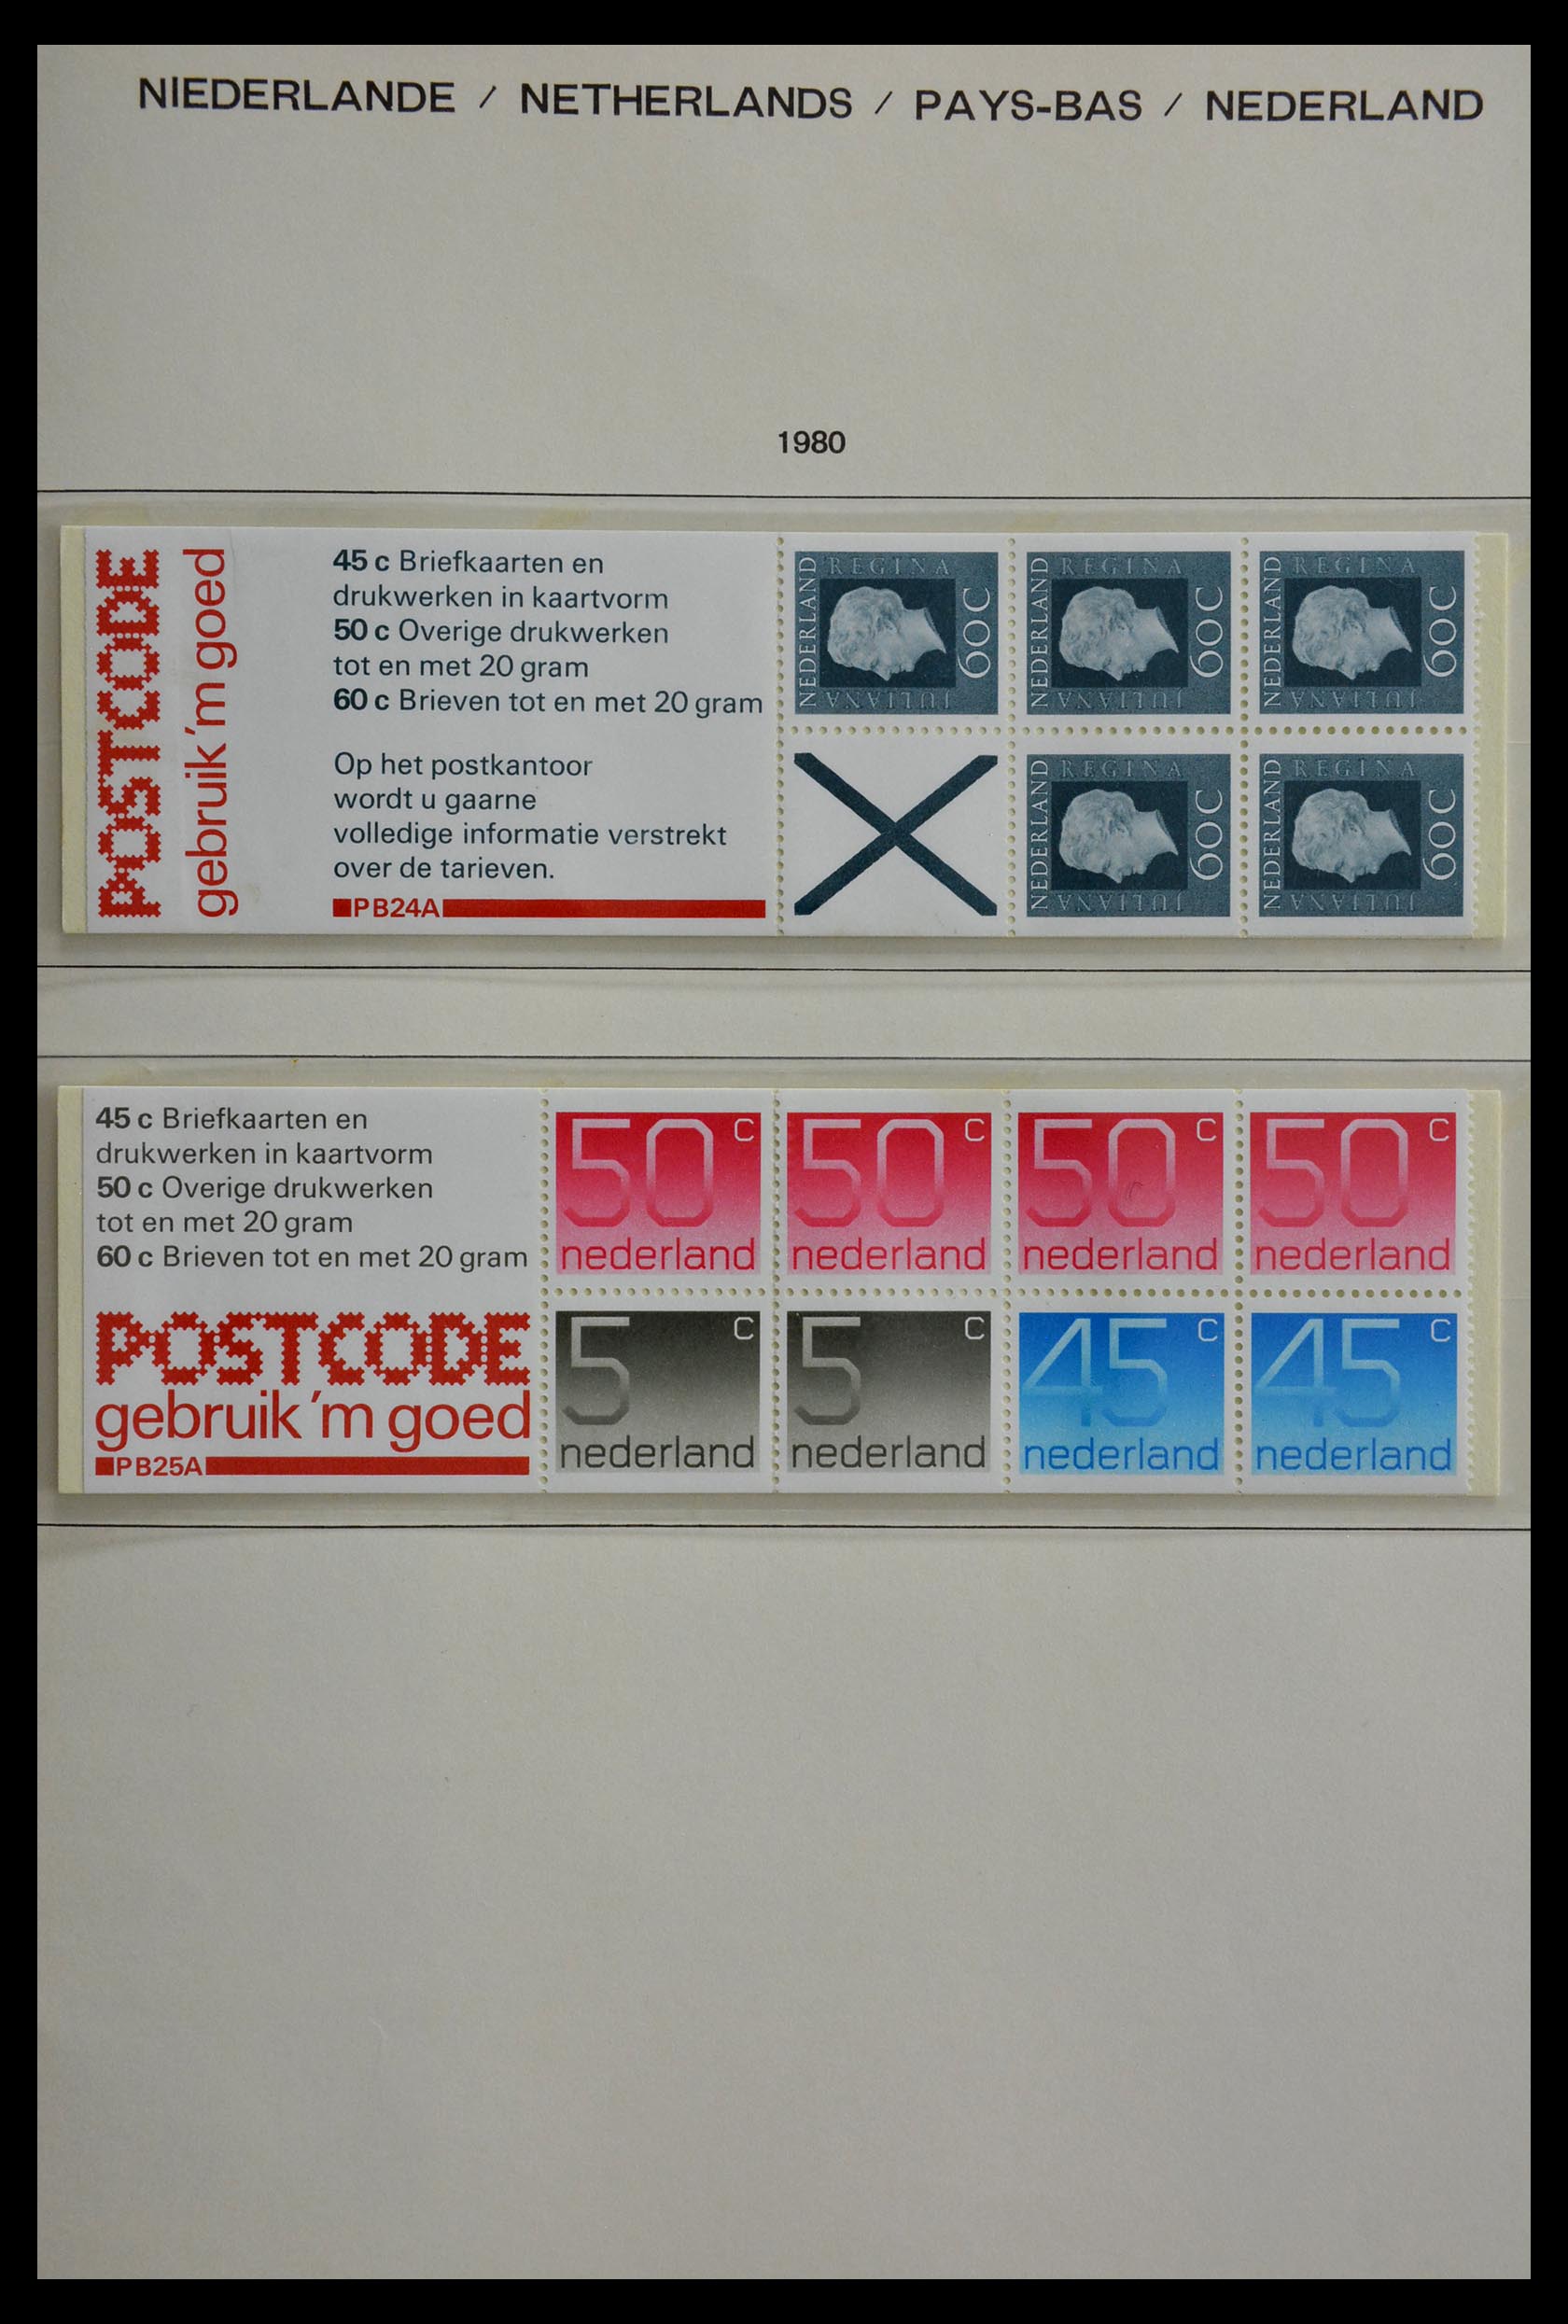 NIEDERLANDE / NETHERLANDS / PAYS-BAS / NEDERLAND
1980
POSTCODE
gebruik 'm goed
45 c Briefkaarten en
drukwerken in kaartvorm
50 c Overige drukwerken
tot en met 20 gram
60 c Brieven tot en met 20 gram
Op het postkantoor
wordt u gaarne
volledige informatie verstrekt
over de tarieven.
PB24A
NEDERLAND REGINA 60C JULIANA
NEDERLAND REGINA 60C JULIANA
NEDERLAND REGINA 60C JULIANA
NEDERLAND REGINA 60C JULIANA
NEDERLAND REGINA 60C JULIANA
45 c Briefkaarten en
drukwerken in kaartvorm
50 c Overige drukwerken
tot en met 20 gram
60 c Brieven tot en met 20 gram
POSTCODE
gebruik 'm goed
PB25A
50 c
nederland
50 c
nederland
50 c
nederland
50 c
nederland
5 c
nederland
5 c
nederland
45 c
nederland
45 c
nederland